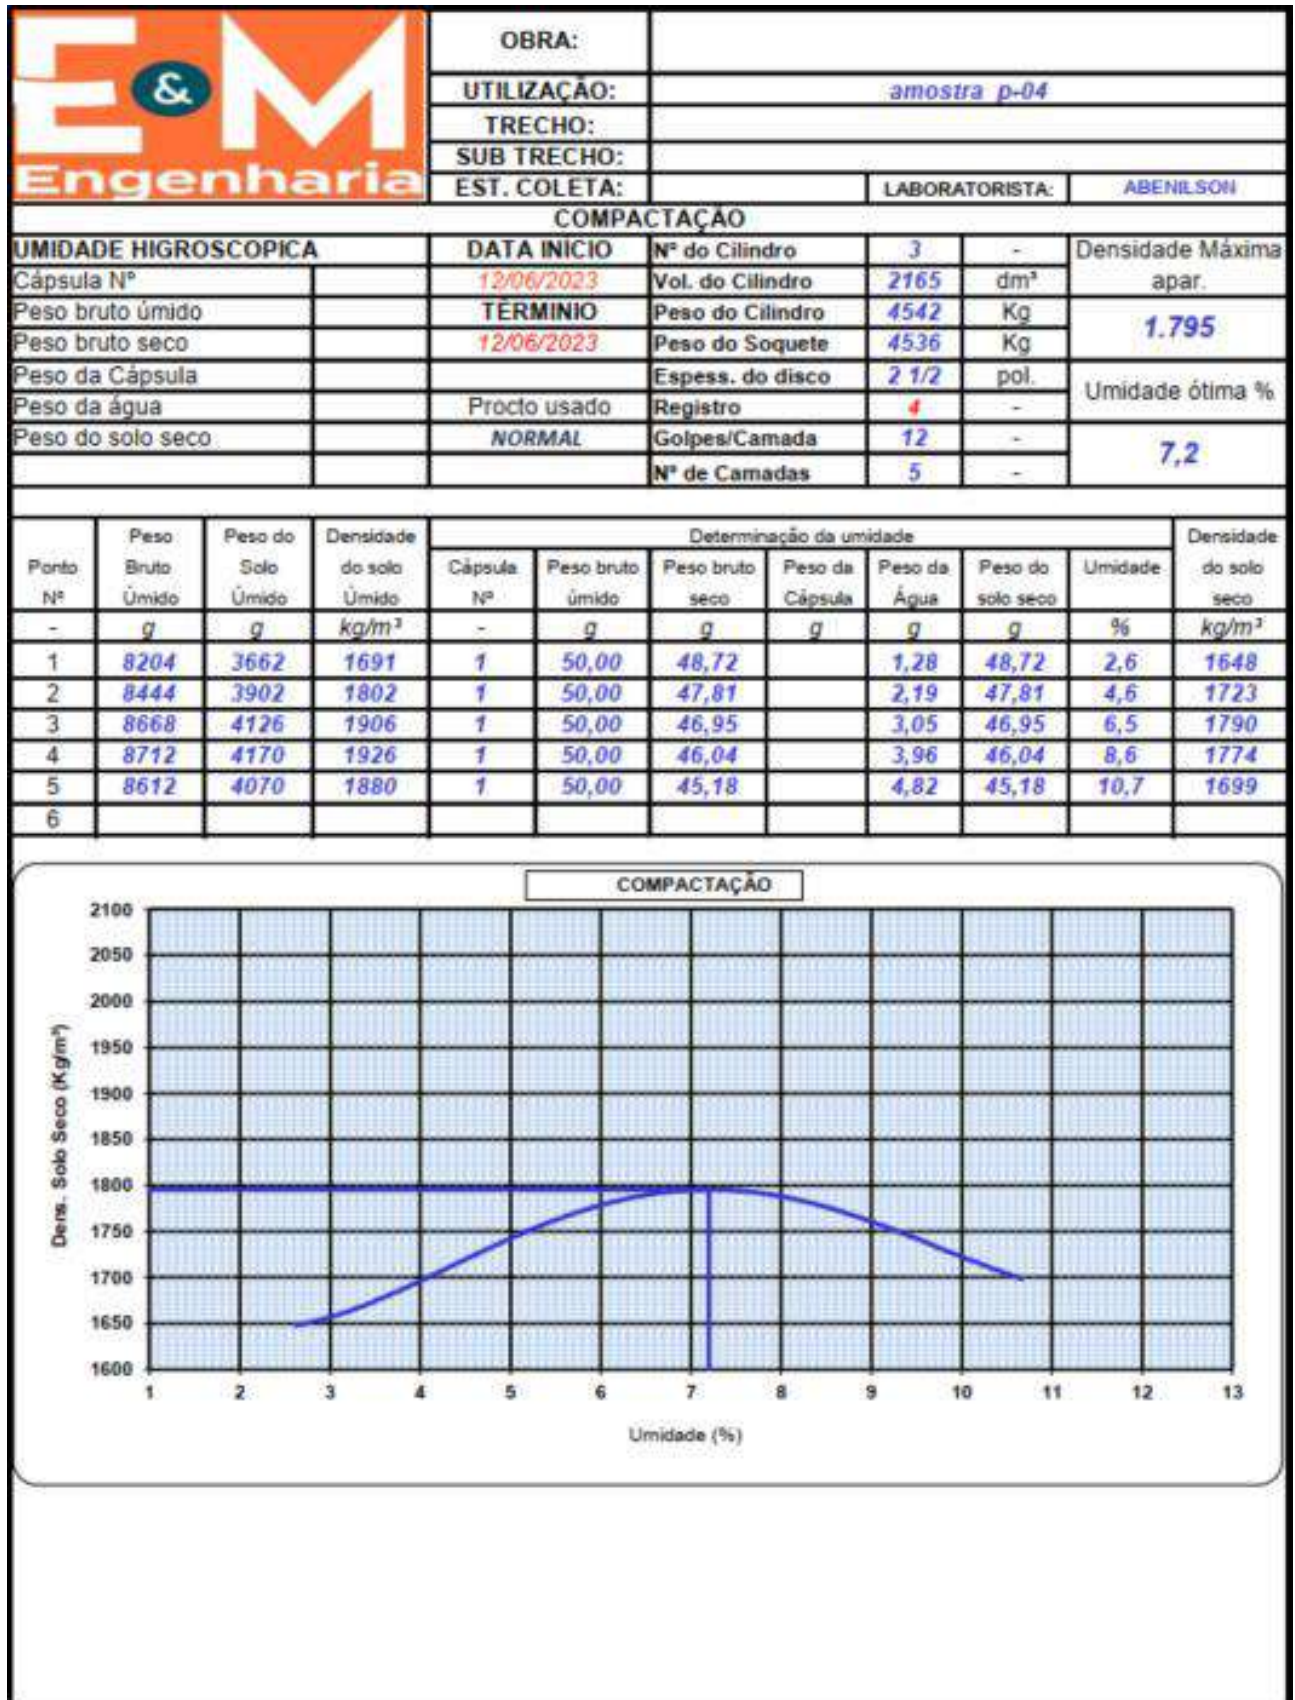 E&M
Engenharia
OBRA:
UTILIZAÇÃO: amostra p-04
TRECHO:
SUB TRECHO:
EST. COLETA: LABORATORISTA: ABENILSON
COMPACTAÇÃO
UMIDADE HIGROSCOPICA DATA INÍCIO Nº do Cilindro 3 - Densidade Máxima
Cápsula Nº 12/06/2023 Vol. do Cilindro 2165 dm³ apar.
Peso bruto úmido TÉRMINIO Peso do Cilindro 4542 Kg 1.795
Peso bruto seco 12/06/2023 Peso do Soquete 4536 Kg
Peso da Cápsula Espess. do disco 2 1/2 pol. Umidade ótima %
Peso da água Procto usado Registro 4 -
Peso do solo seco NORMAL Golpes/Camada 12 - 7,2
Nº de Camadas 5 -
Peso Peso do Densidade Determinação da umidade Densidade
Ponto Bruto Solo do solo Cápsula Peso bruto Peso bruto Peso da Peso da Peso do Umidade do solo
Nº Úmido Úmido Úmido Nº úmido seco Cápsula Água solo seco seco
- g g kg/m³ - g g g g g % kg/m³
1 8204 3662 1691 1 50,00 48,72 1,28 48,72 2,6 1648
2 8444 3902 1802 1 50,00 47,81 2,19 47,81 4,6 1723
3 8668 4126 1906 1 50,00 46,95 3,05 46,95 6,5 1790
4 8712 4170 1926 1 50,00 46,04 3,96 46,04 8,6 1774
5 8612 4070 1880 1 50,00 45,18 4,82 45,18 10,7 1699
6
COMPACTAÇÃO
2100
2050
2000
1950
1900
1850
1800
1750
1700
1650
1600
Dens. Solo Seco (Kg/m³)
1 2 3 4 5 6 7 8 9 10 11 12 13
Umidade (%)